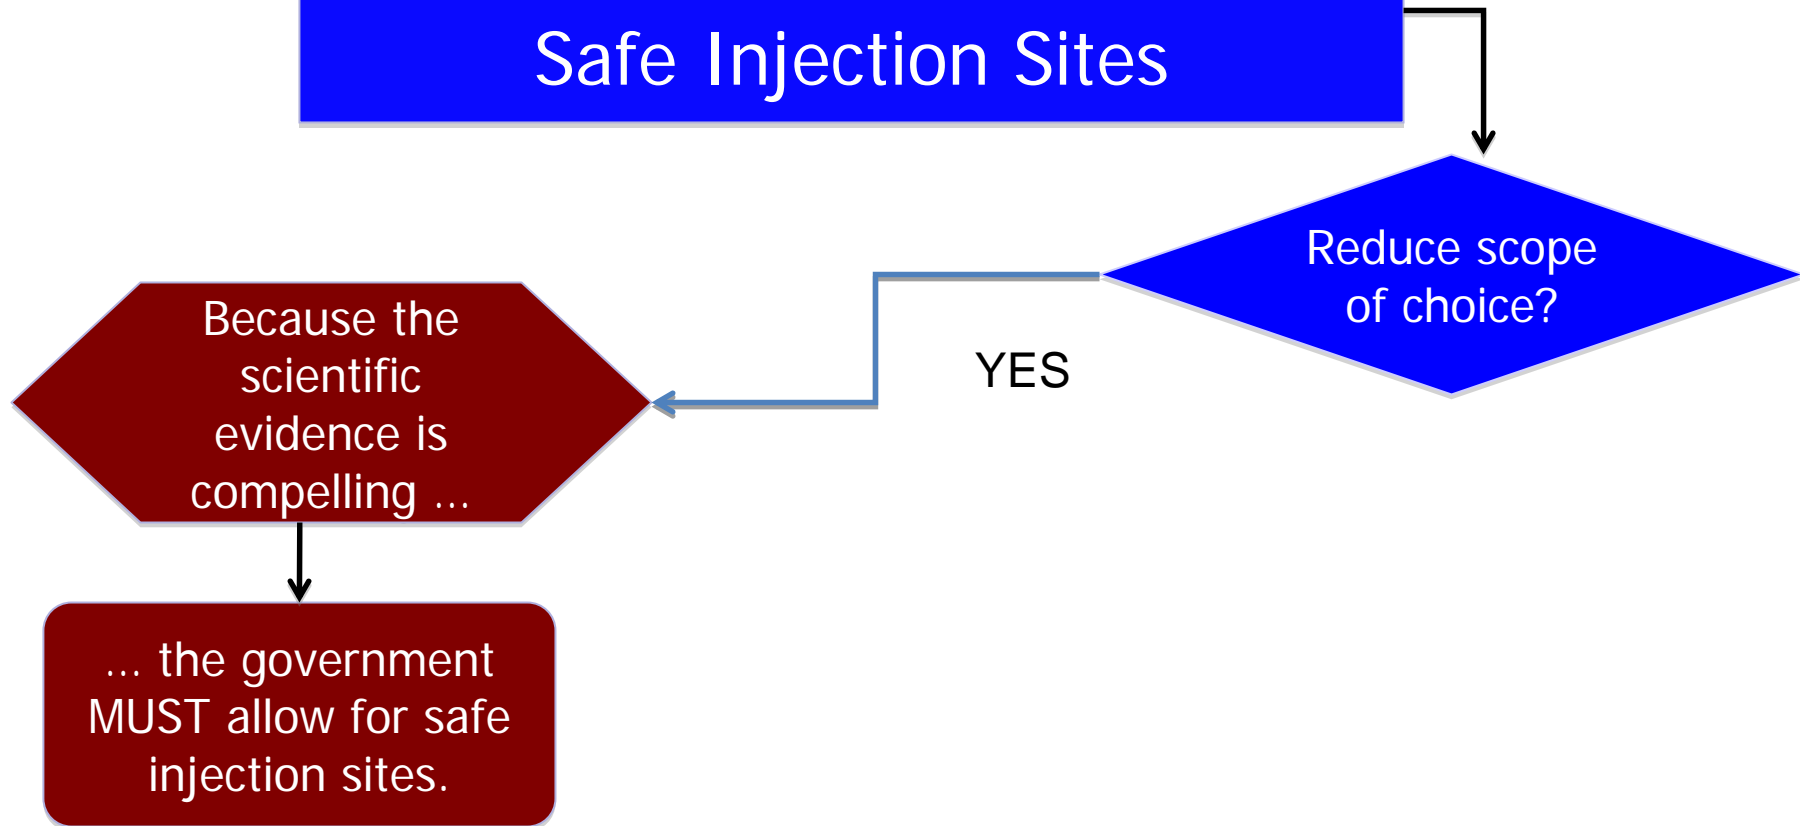 Safe Injection Sites
Reduce scope
of choice?
YES
Because the
scientific
evidence is
compelling ...
... the government
MUST allow for safe
injection sites.